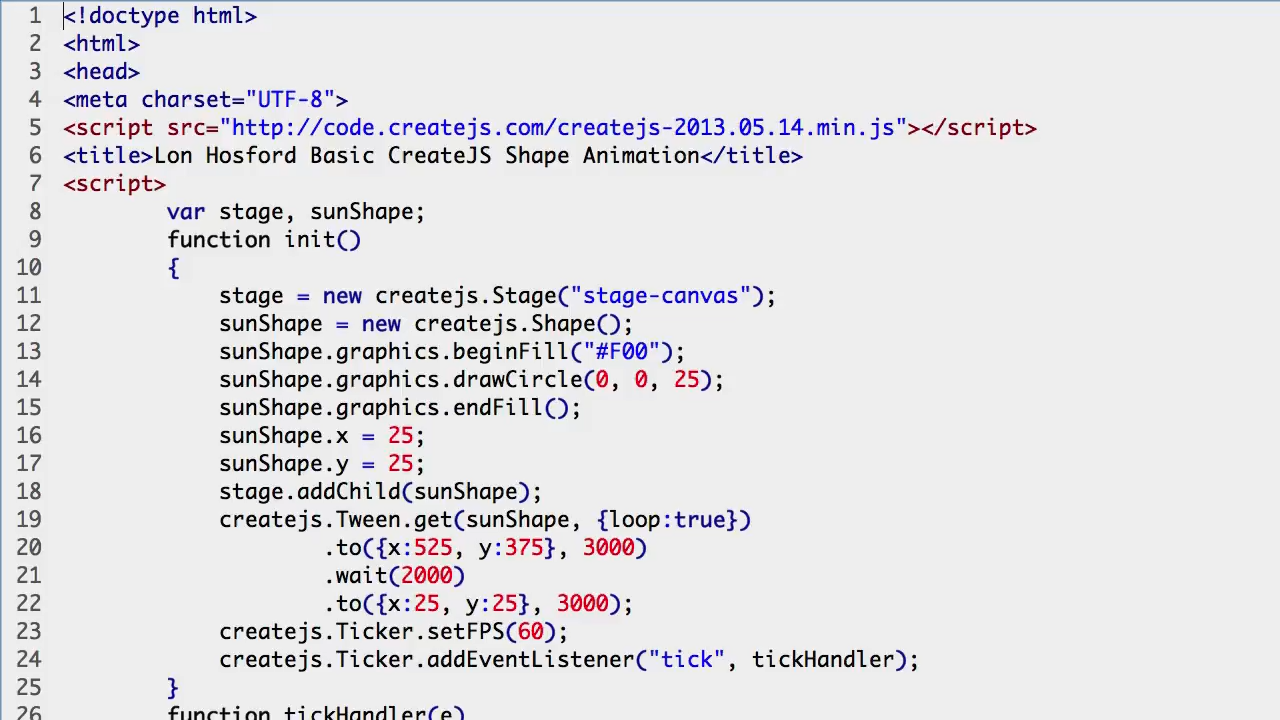 1 <!doctype html>
2 <html>
3 <head>
4 <meta charset="UTF-8">
5 <script src="http://code.createjs.com/createjs-2013.05.14.min.js"></script>
6 <title>Lon Hosford Basic CreateJS Shape Animation</title>
7 <script>
8 var stage, sunShape;
9 function init()
10 {
11 stage = new createjs.Stage("stage-canvas");
12 sunShape = new createjs.Shape();
13 sunShape.graphics.beginFill("#F00");
14 sunShape.graphics.drawCircle(0, 0, 25);
15 sunShape.graphics.endFill();
16 sunShape.x = 25;
17 sunShape.y = 25;
18 stage.addChild(sunShape);
19 createjs.Tween.get(sunShape, {loop:true})
20 .to({x:525, y:375}, 3000)
21 .wait(2000)
22 .to({x:25, y:25}, 3000);
23 createjs.Ticker.setFPS(60);
24 createjs.Ticker.addEventListener("tick", tickHandler);
25 }
26 function tickHandler(e)